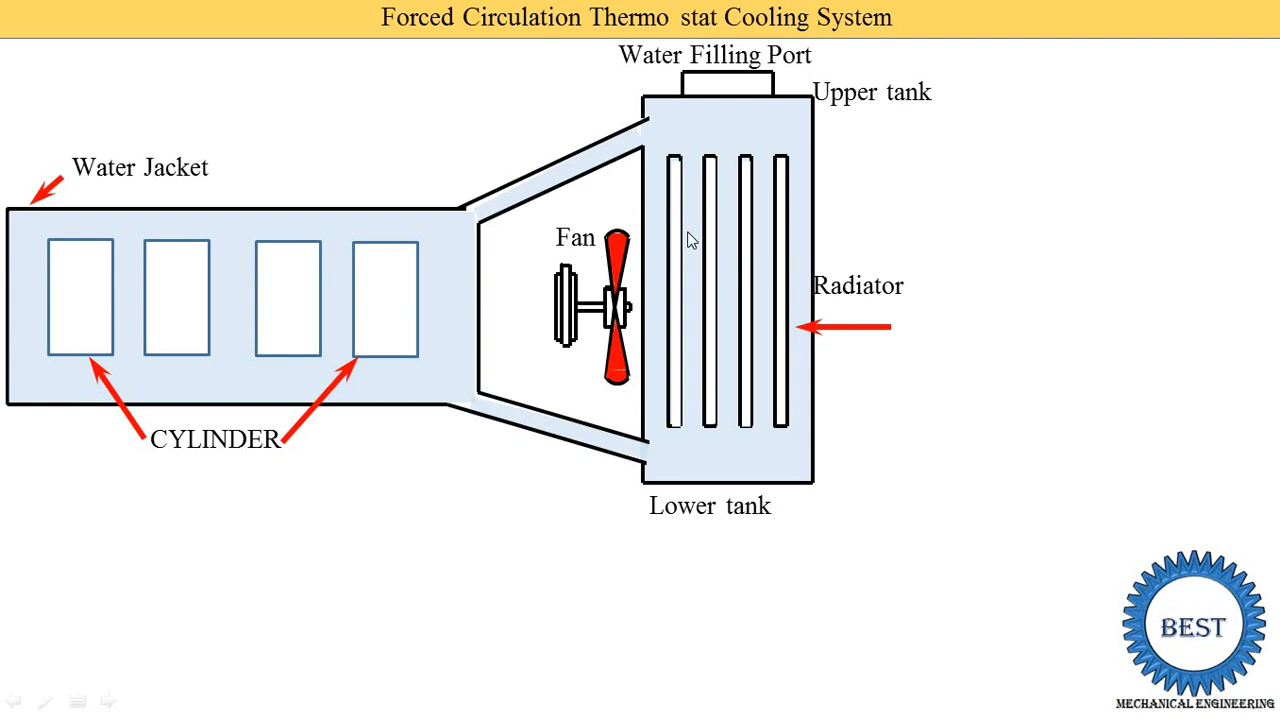 Forced Circulation Thermo stat Cooling System
Water Filling Port
Upper tank
Water Jacket
Fan
Radiator
CYLINDER
Lower tank
BEST
MECHANICAL ENGINEERING